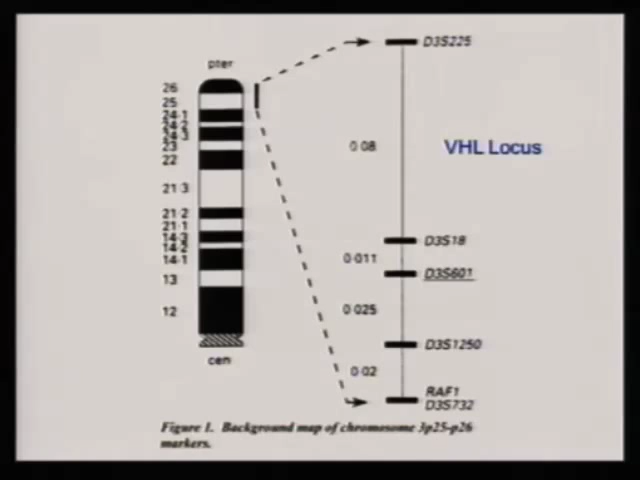 pter
26
25
24·1
24·2
24·3
23
22
21·3
21·2
21·1
14·3
14·2
14·1
13
12
cen
D3S225
0·08
VHL Locus
D3S18
0·011
D3S601
0·025
D3S1250
0·02
RAF1
D3S732
Figure 1. Background map of chromosome 3p25-p26
markers.